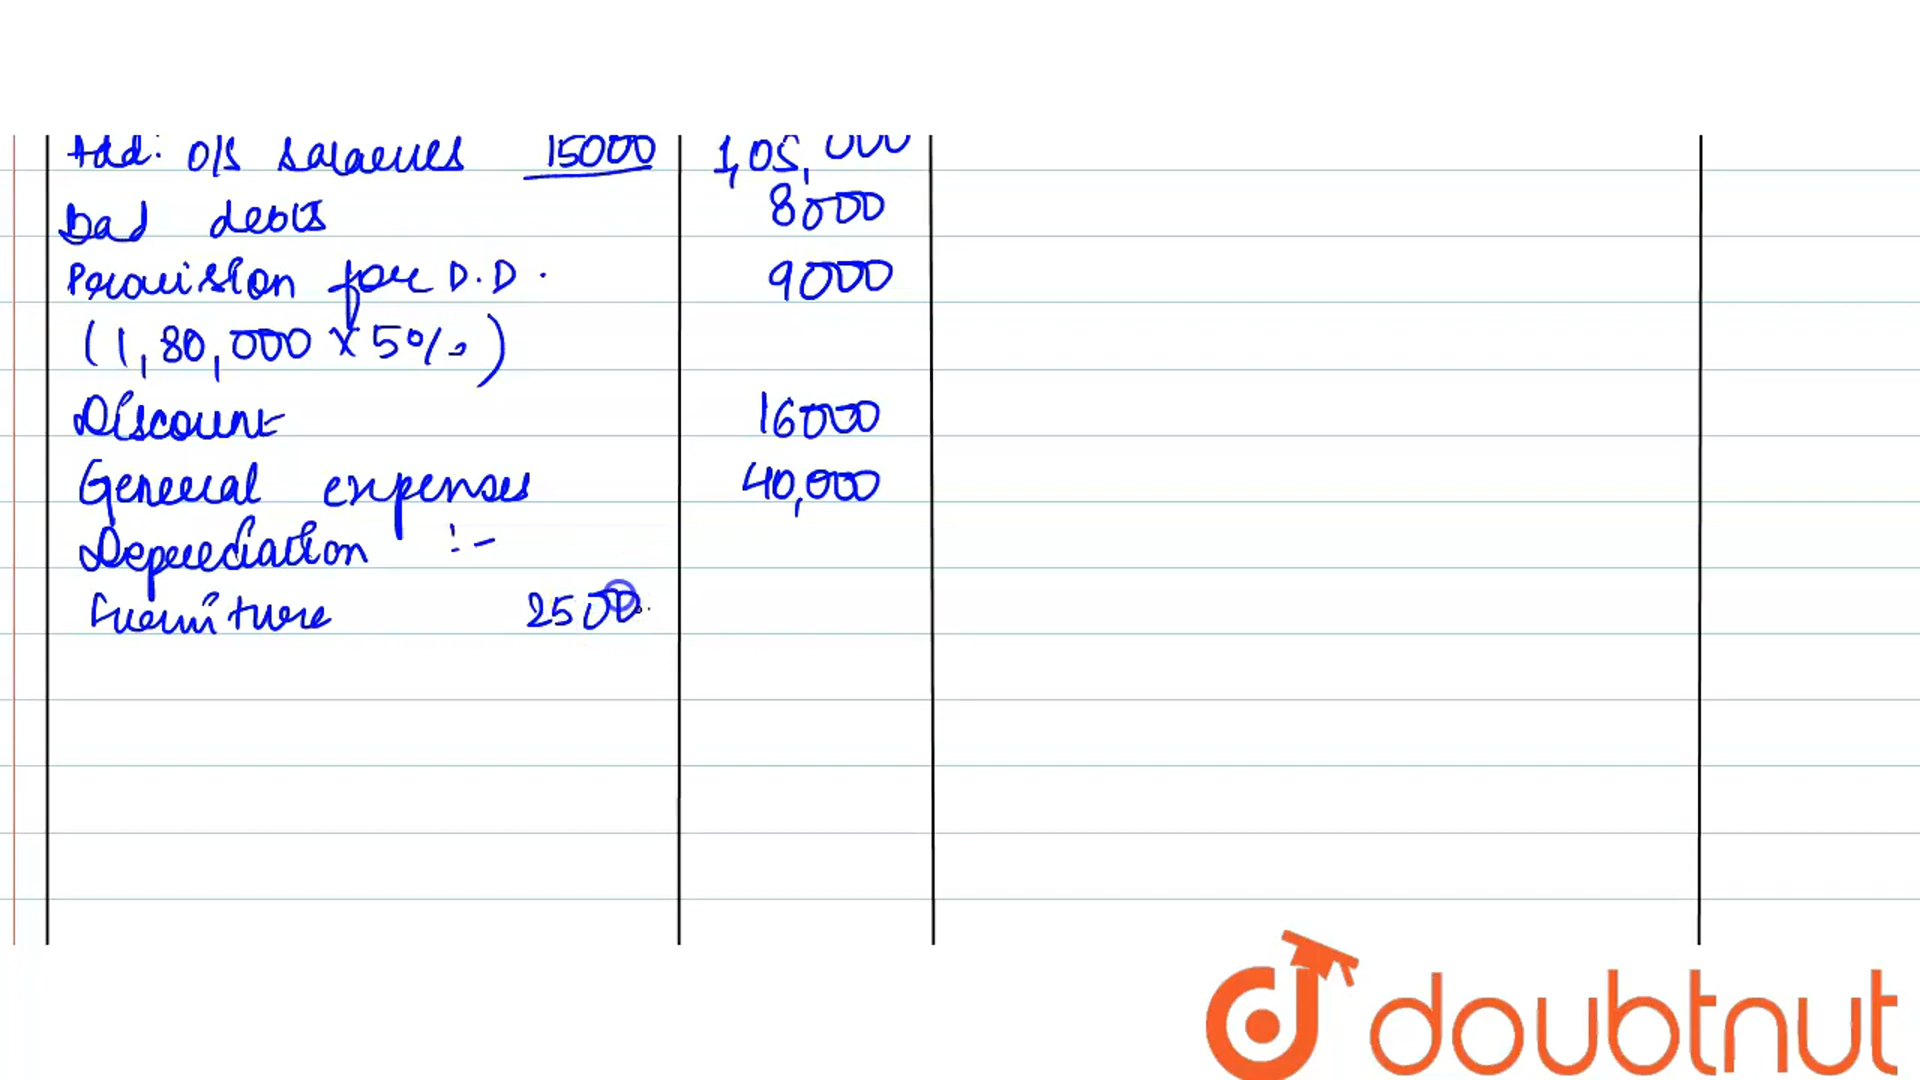 Add: O/S salaries 15000 1,05,000
Bad debts 8000
Provision for D.D. 9000
(1,80,000 x 5%)
Discount 16000
General expenses 40,000
Depreciation :-
Furniture 2500
doubtnut